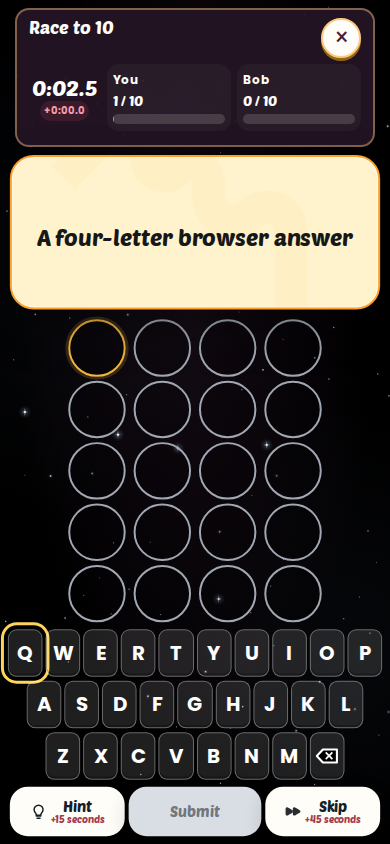 Race to 10
×
0:02.5
+0:00.0
You
1 / 10
Bob
0 / 10
A four-letter browser answer
Q W E R T Y U I O P
A S D F G H J K L
Z X C V B N M
Hint
+15 seconds
Submit
Skip
+45 seconds